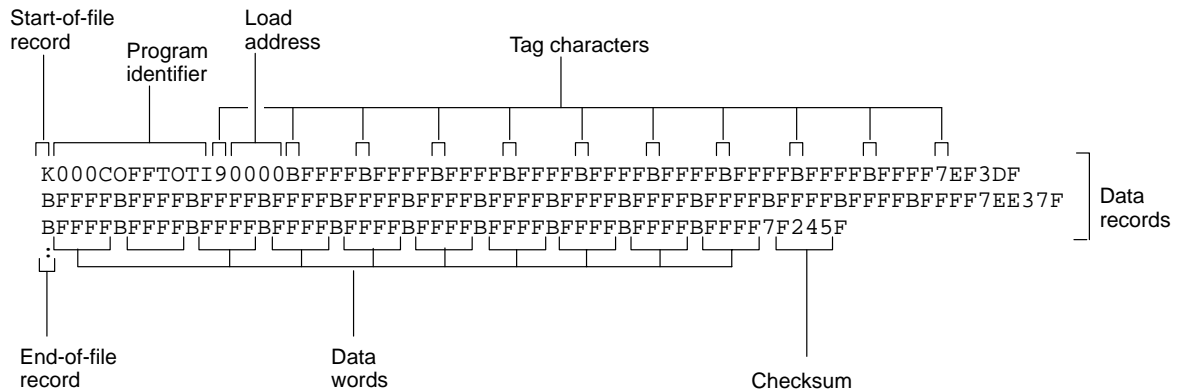 Start-of-file
record
Program
identifier
Load
address
Tag characters
K000COFFTOTI90000BFFFFBFFFFBFFFFBFFFFBFFFFBFFFFBFFFFBFFFFBFFFF7EF3DF
BFFFFBFFFFBFFFFBFFFFBFFFFBFFFFBFFFFBFFFFBFFFFBFFFFBFFFFBFFFFBFFFF7EE37F
BFFFFBFFFFBFFFFBFFFFBFFFFBFFFFBFFFFBFFFFBFFFFBFFFF7F245F
:
Data
records
End-of-file
record
Data
words
Checksum